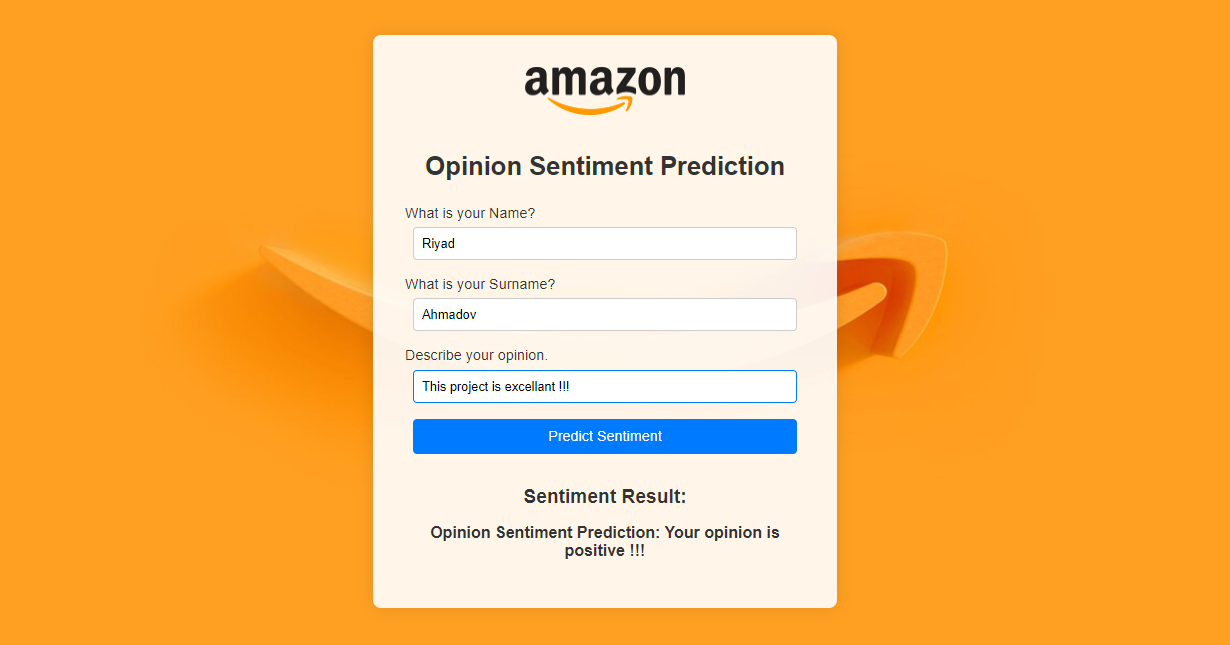 amazon
Opinion Sentiment Prediction
What is your Name?
Riyad
What is your Surname?
Ahmadov
Describe your opinion.
This project is excellant !!!
Predict Sentiment
Sentiment Result:
Opinion Sentiment Prediction: Your opinion is
positive !!!